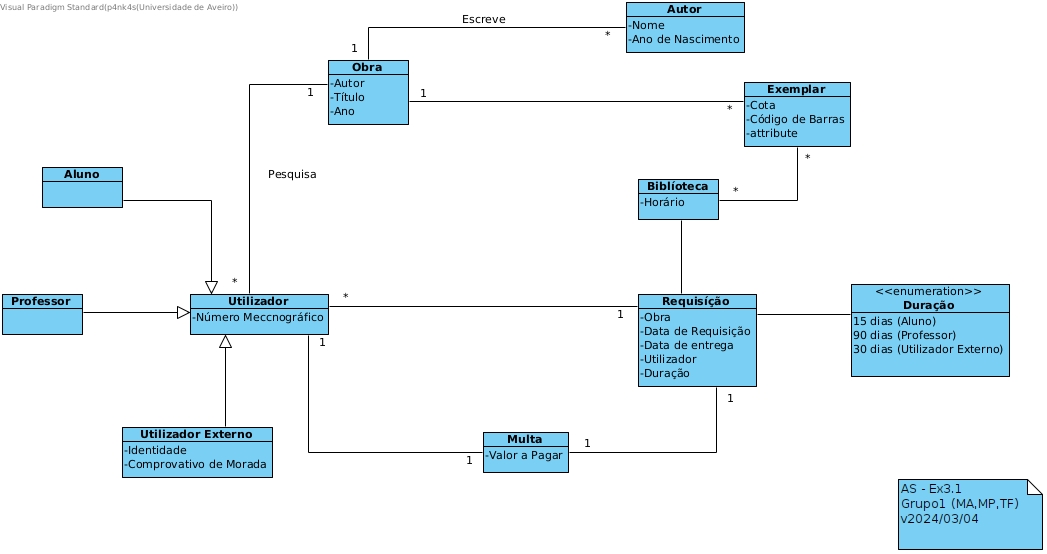 Visual Paradigm Standard(p4nk4s(Universidade de Aveiro))
Autor
-Nome
-Ano de Nascimento
Escreve
1
*
Obra
-Autor
-Título
-Ano
1
1
*
Exemplar
-Cota
-Código de Barras
-attribute
*
*
Pesquisa
Aluno
Biblíoteca
-Horário
*
Professor
Utilizador
-Número Meccnográfico
*
1
1
Requisíção
-Obra
-Data de Requisição
-Data de entrega
-Utilizador
-Duração
1
<<enumeration>>
Duração
15 dias (Aluno)
90 dias (Professor)
30 dias (Utilizador Externo)
Utilizador Externo
-Identidade
-Comprovativo de Morada
Multa
-Valor a Pagar
1
1
AS - Ex3.1
Grupo1 (MA,MP,TF)
v2024/03/04